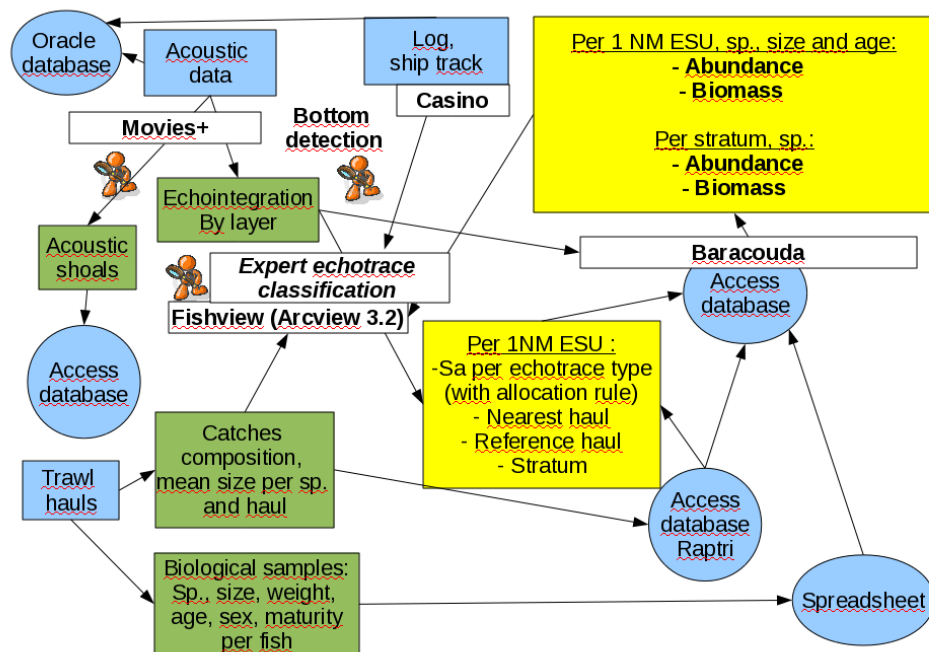 Oracle
database
Acoustic
data
Log,
ship track
Casino
Per 1 NM ESU, sp., size and age:
- Abundance
- Biomass
Per stratum, sp.:
- Abundance
- Biomass
Movies+
Bottom
detection
Echointegration
By layer
Acoustic
shoals
Expert echotrace
classification
Fishview (Arcview 3.2)
Baracouda
Access
database
Access
database
Per 1NM ESU :
-Sa per echotrace type
(with allocation rule)
- Nearest haul
- Reference haul
- Stratum
Catches
composition,
mean size per sp.
and haul
Trawl
hauls
Access
database
Raptri
Biological samples:
Sp., size, weight,
age, sex, maturity
per fish
Spreadsheet